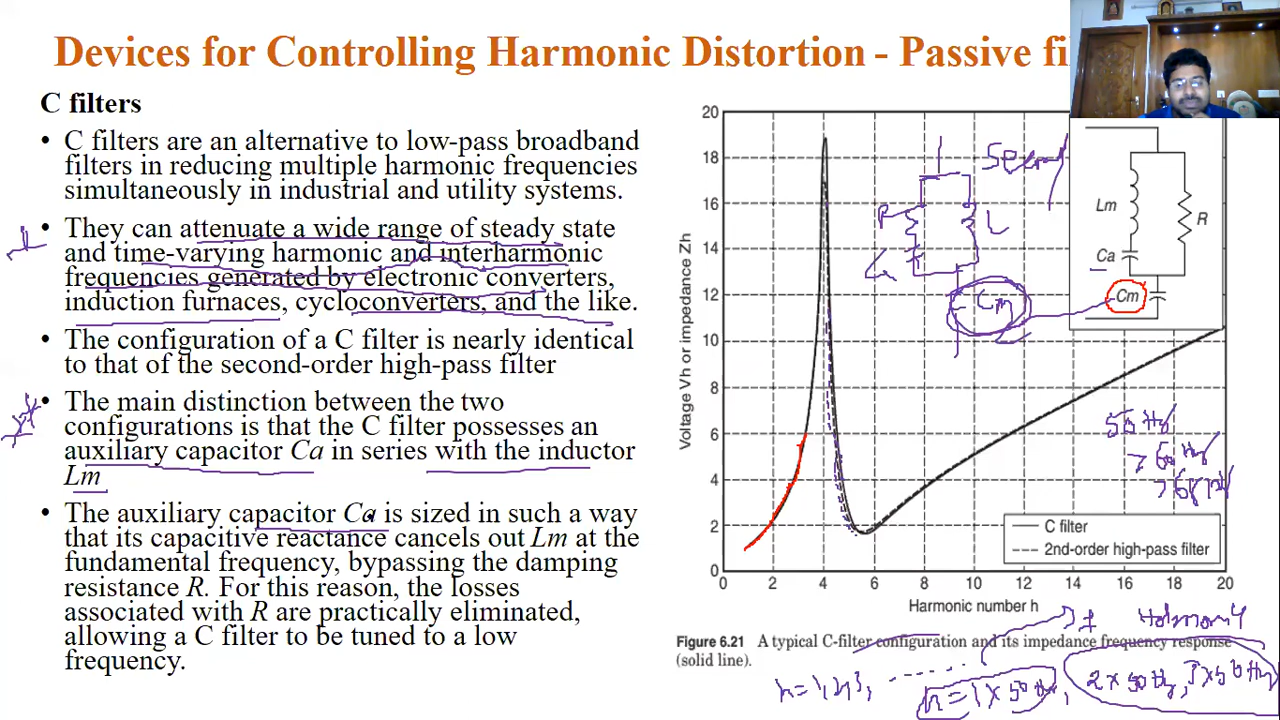 Devices for Controlling Harmonic Distortion - Passive fi
C filters
• C filters are an alternative to low-pass broadband
filters in reducing multiple harmonic frequencies
simultaneously in industrial and utility systems.
• They can attenuate a wide range of steady state
and time-varying harmonic and interharmonic
frequencies generated by electronic converters,
induction furnaces, cycloconverters, and the like.
• The configuration of a C filter is nearly identical
to that of the second-order high-pass filter
• The main distinction between the two
configurations is that the C filter possesses an
auxiliary capacitor Ca in series with the inductor
Lm
• The auxiliary capacitor Ca is sized in such a way
that its capacitive reactance cancels out Lm at the
fundamental frequency, bypassing the damping
resistance R. For this reason, the losses
associated with R are practically eliminated,
allowing a C filter to be tuned to a low
frequency.
Voltage Vh or impedance Zh
20
18
16
14
12
10
8
6
4
2
0
0 2 4 6 8 10 12 14 16 18 20
Harmonic number h
Lm
R
Ca
Cm
R
L
Cm
50 Hz
C filter
2nd-order high-pass filter
Figure 6.21 A typical C-filter configuration and its impedance frequency response
(solid line).
h = 1 x 50 Hz, 2 x 50 Hz, 3 x 50 Hz